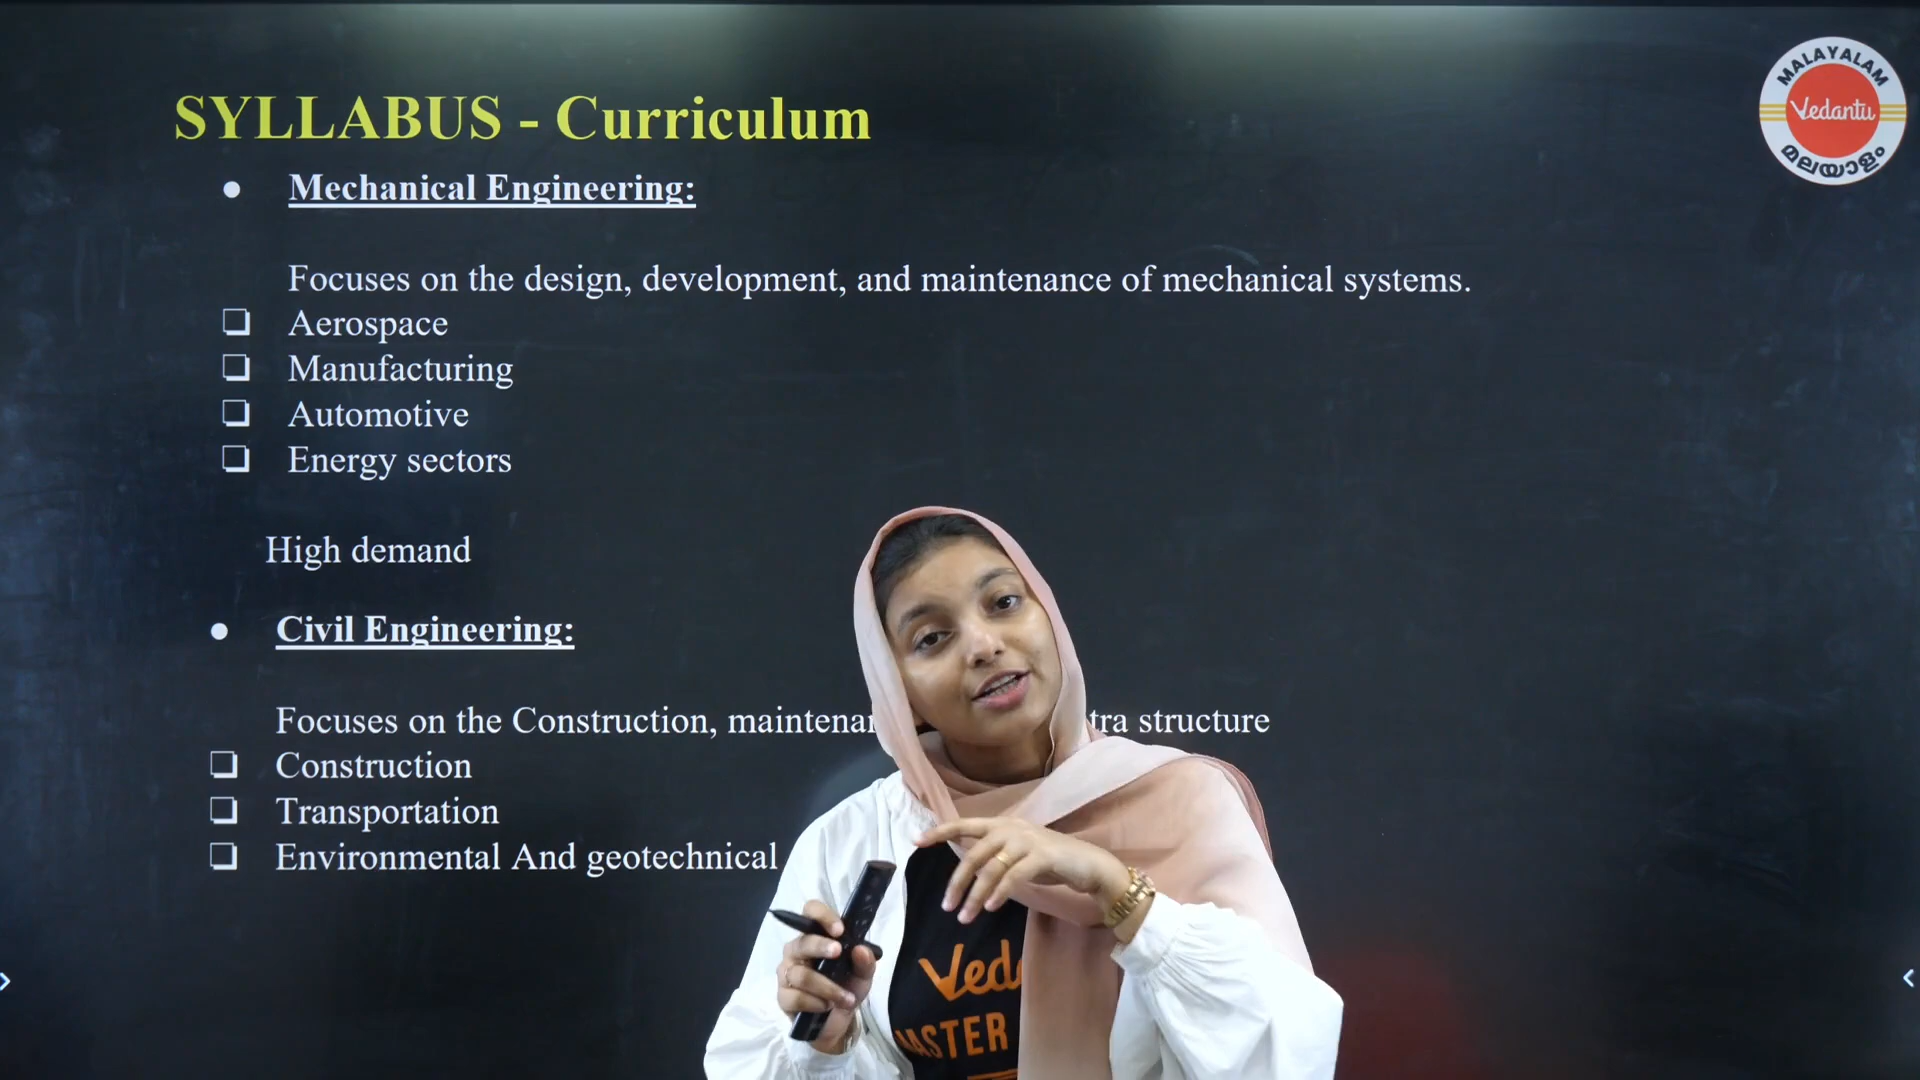 SYLLABUS - Curriculum
MALAYALAM
Vedantu
മലയാളം
● Mechanical Engineering:
Focuses on the design, development, and maintenance of mechanical systems.
❏ Aerospace
❏ Manufacturing
❏ Automotive
❏ Energy sectors
High demand
● Civil Engineering:
Focuses on the Construction, maintenan tra structure
❏ Construction
❏ Transportation
❏ Environmental And geotechnical
Veda
MASTER